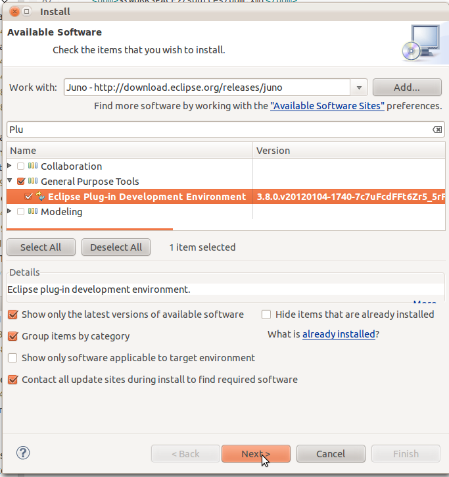 Install
Available Software
Check the items that you wish to install.
Work with: Juno - http://download.eclipse.org/releases/juno Add...
Find more software by working with the "Available Software Sites" preferences.
Plu
Name Version
Collaboration
General Purpose Tools
Eclipse Plug-in Development Environment 3.8.0.v20120104-1740-7c7uFcdFFt6Zr5_5rF
Modeling
Select All Deselect All 1 item selected
Details
Eclipse plug-in development environment.
More...
Show only the latest versions of available software Hide items that are already installed
Group items by category What is already installed?
Show only software applicable to target environment
Contact all update sites during install to find required software
? < Back Next > Cancel Finish